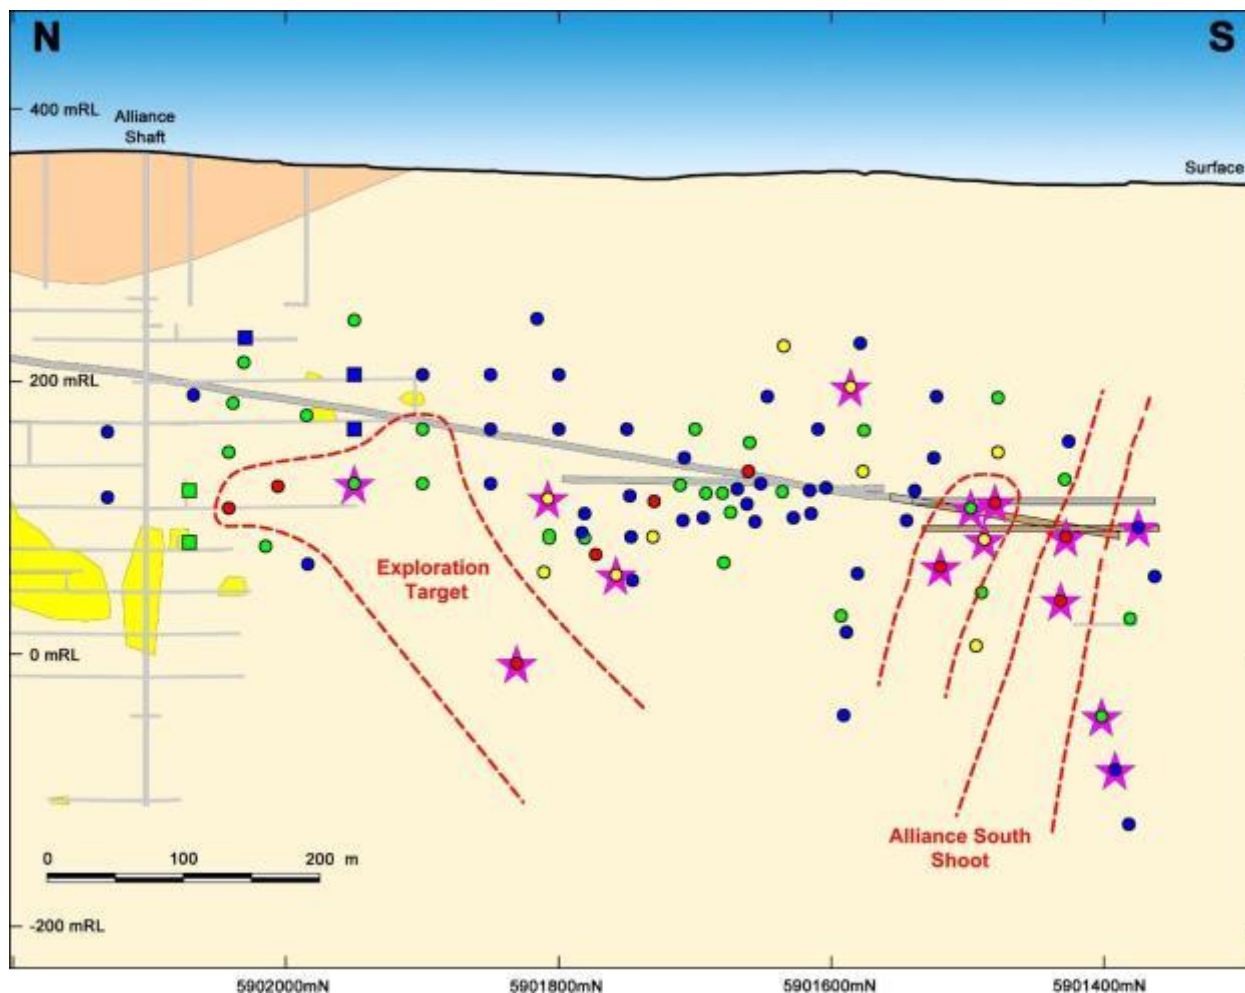 N
S
400 mRL
Alliance
Shaft
Surface
200 mRL
Exploration
Target
0 mRL
Alliance South
Shoot
0 100 200 m
-200 mRL
5902000mN 5901800mN 5901600mN 5901400mN